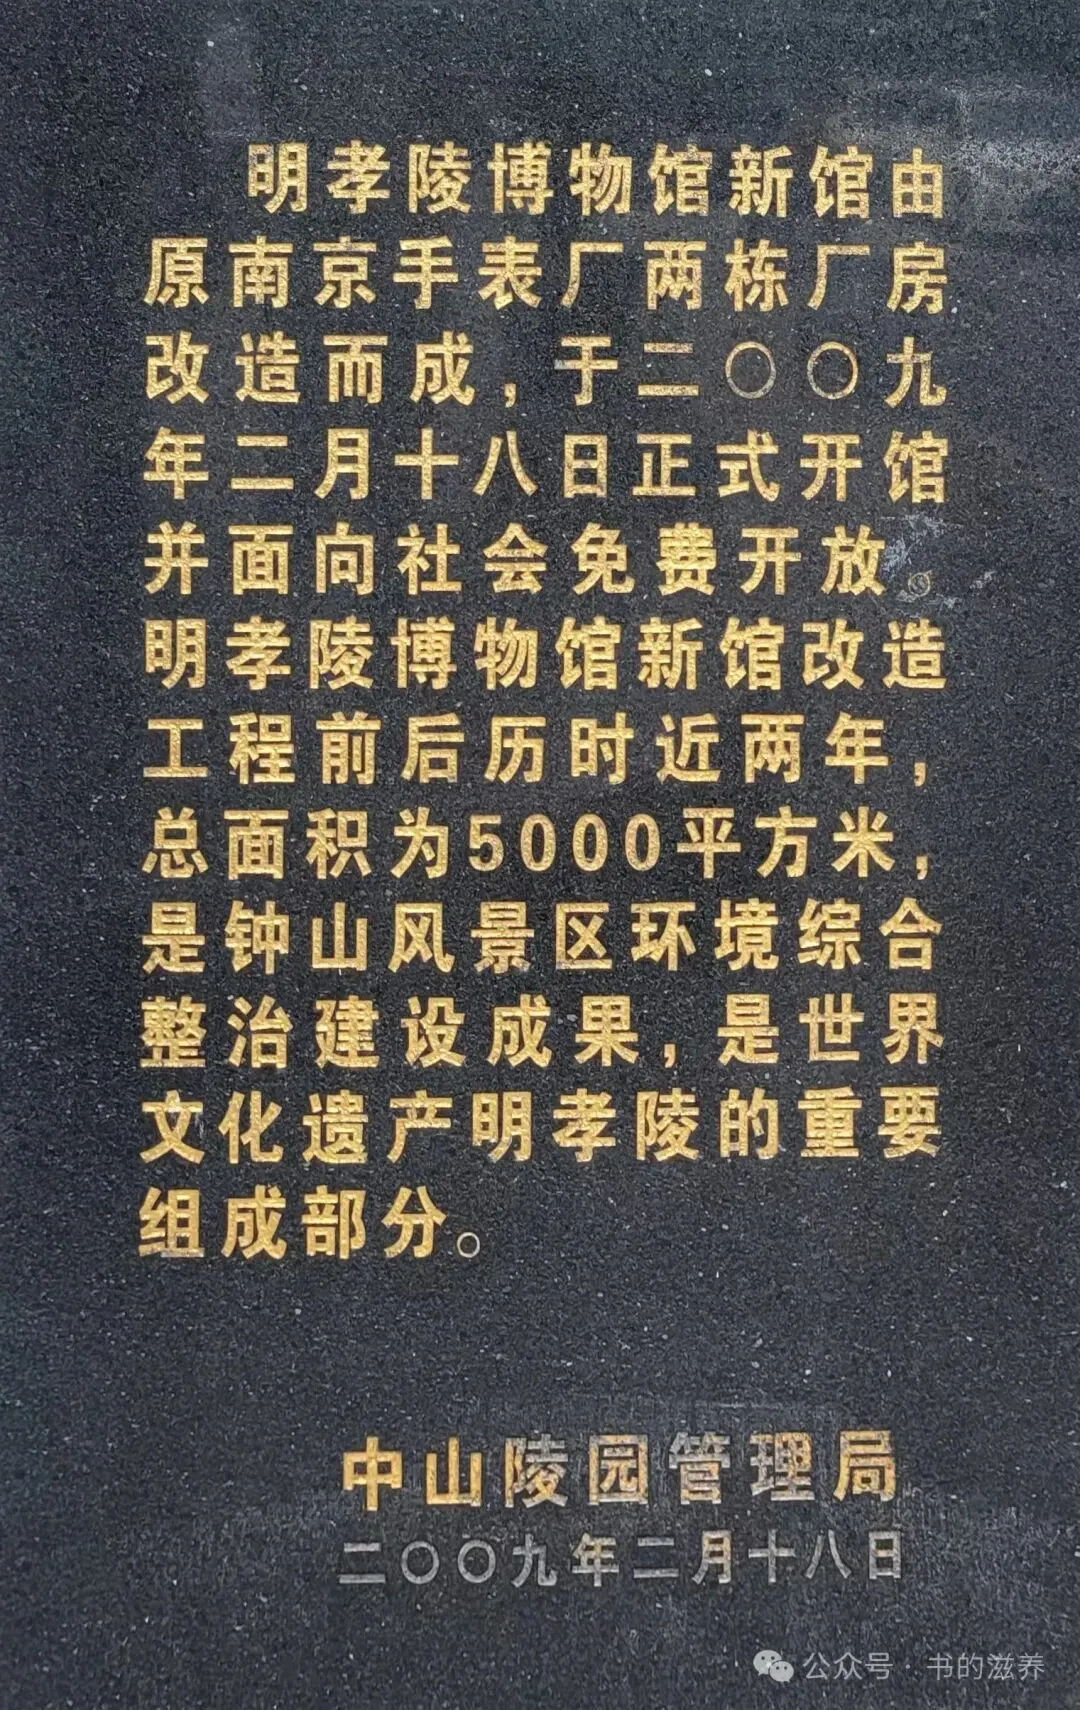 明孝陵博物馆新馆由
原南京手表厂两栋厂房
改造而成，于二〇〇九
年二月十八日正式开馆
并面向社会免费开放。
明孝陵博物馆新馆改造
工程前后历时近两年，
总面积为5000平方米，
是钟山风景区环境综合
整治建设成果，是世界
文化遗产明孝陵的重要
组成部分。
中山陵园管理局
二〇〇九年二月十八日
公众号·书的滋养